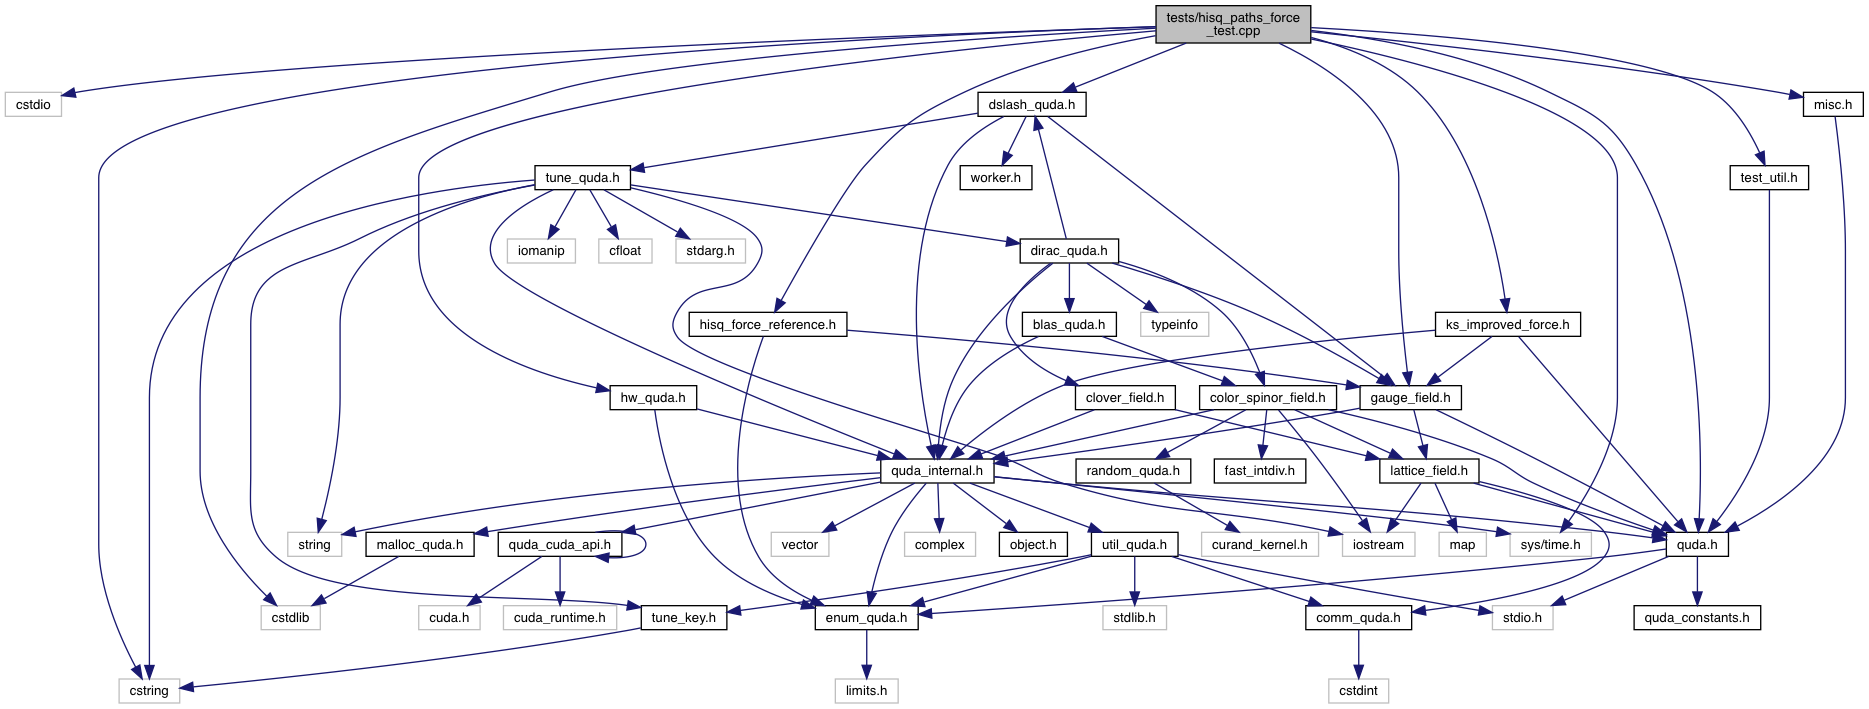 tests/hisq_paths_force
_test.cpp
cstdio
dslash_quda.h
misc.h
tune_quda.h
worker.h
test_util.h
iomanip
cfloat
stdarg.h
dirac_quda.h
hisq_force_reference.h
blas_quda.h
typeinfo
ks_improved_force.h
hw_quda.h
clover_field.h
color_spinor_field.h
gauge_field.h
quda_internal.h
random_quda.h
fast_intdiv.h
lattice_field.h
string
malloc_quda.h
quda_cuda_api.h
vector
complex
object.h
util_quda.h
curand_kernel.h
iostream
map
sys/time.h
quda.h
cstdlib
cuda.h
cuda_runtime.h
tune_key.h
enum_quda.h
stdlib.h
comm_quda.h
stdio.h
quda_constants.h
cstring
limits.h
cstdint